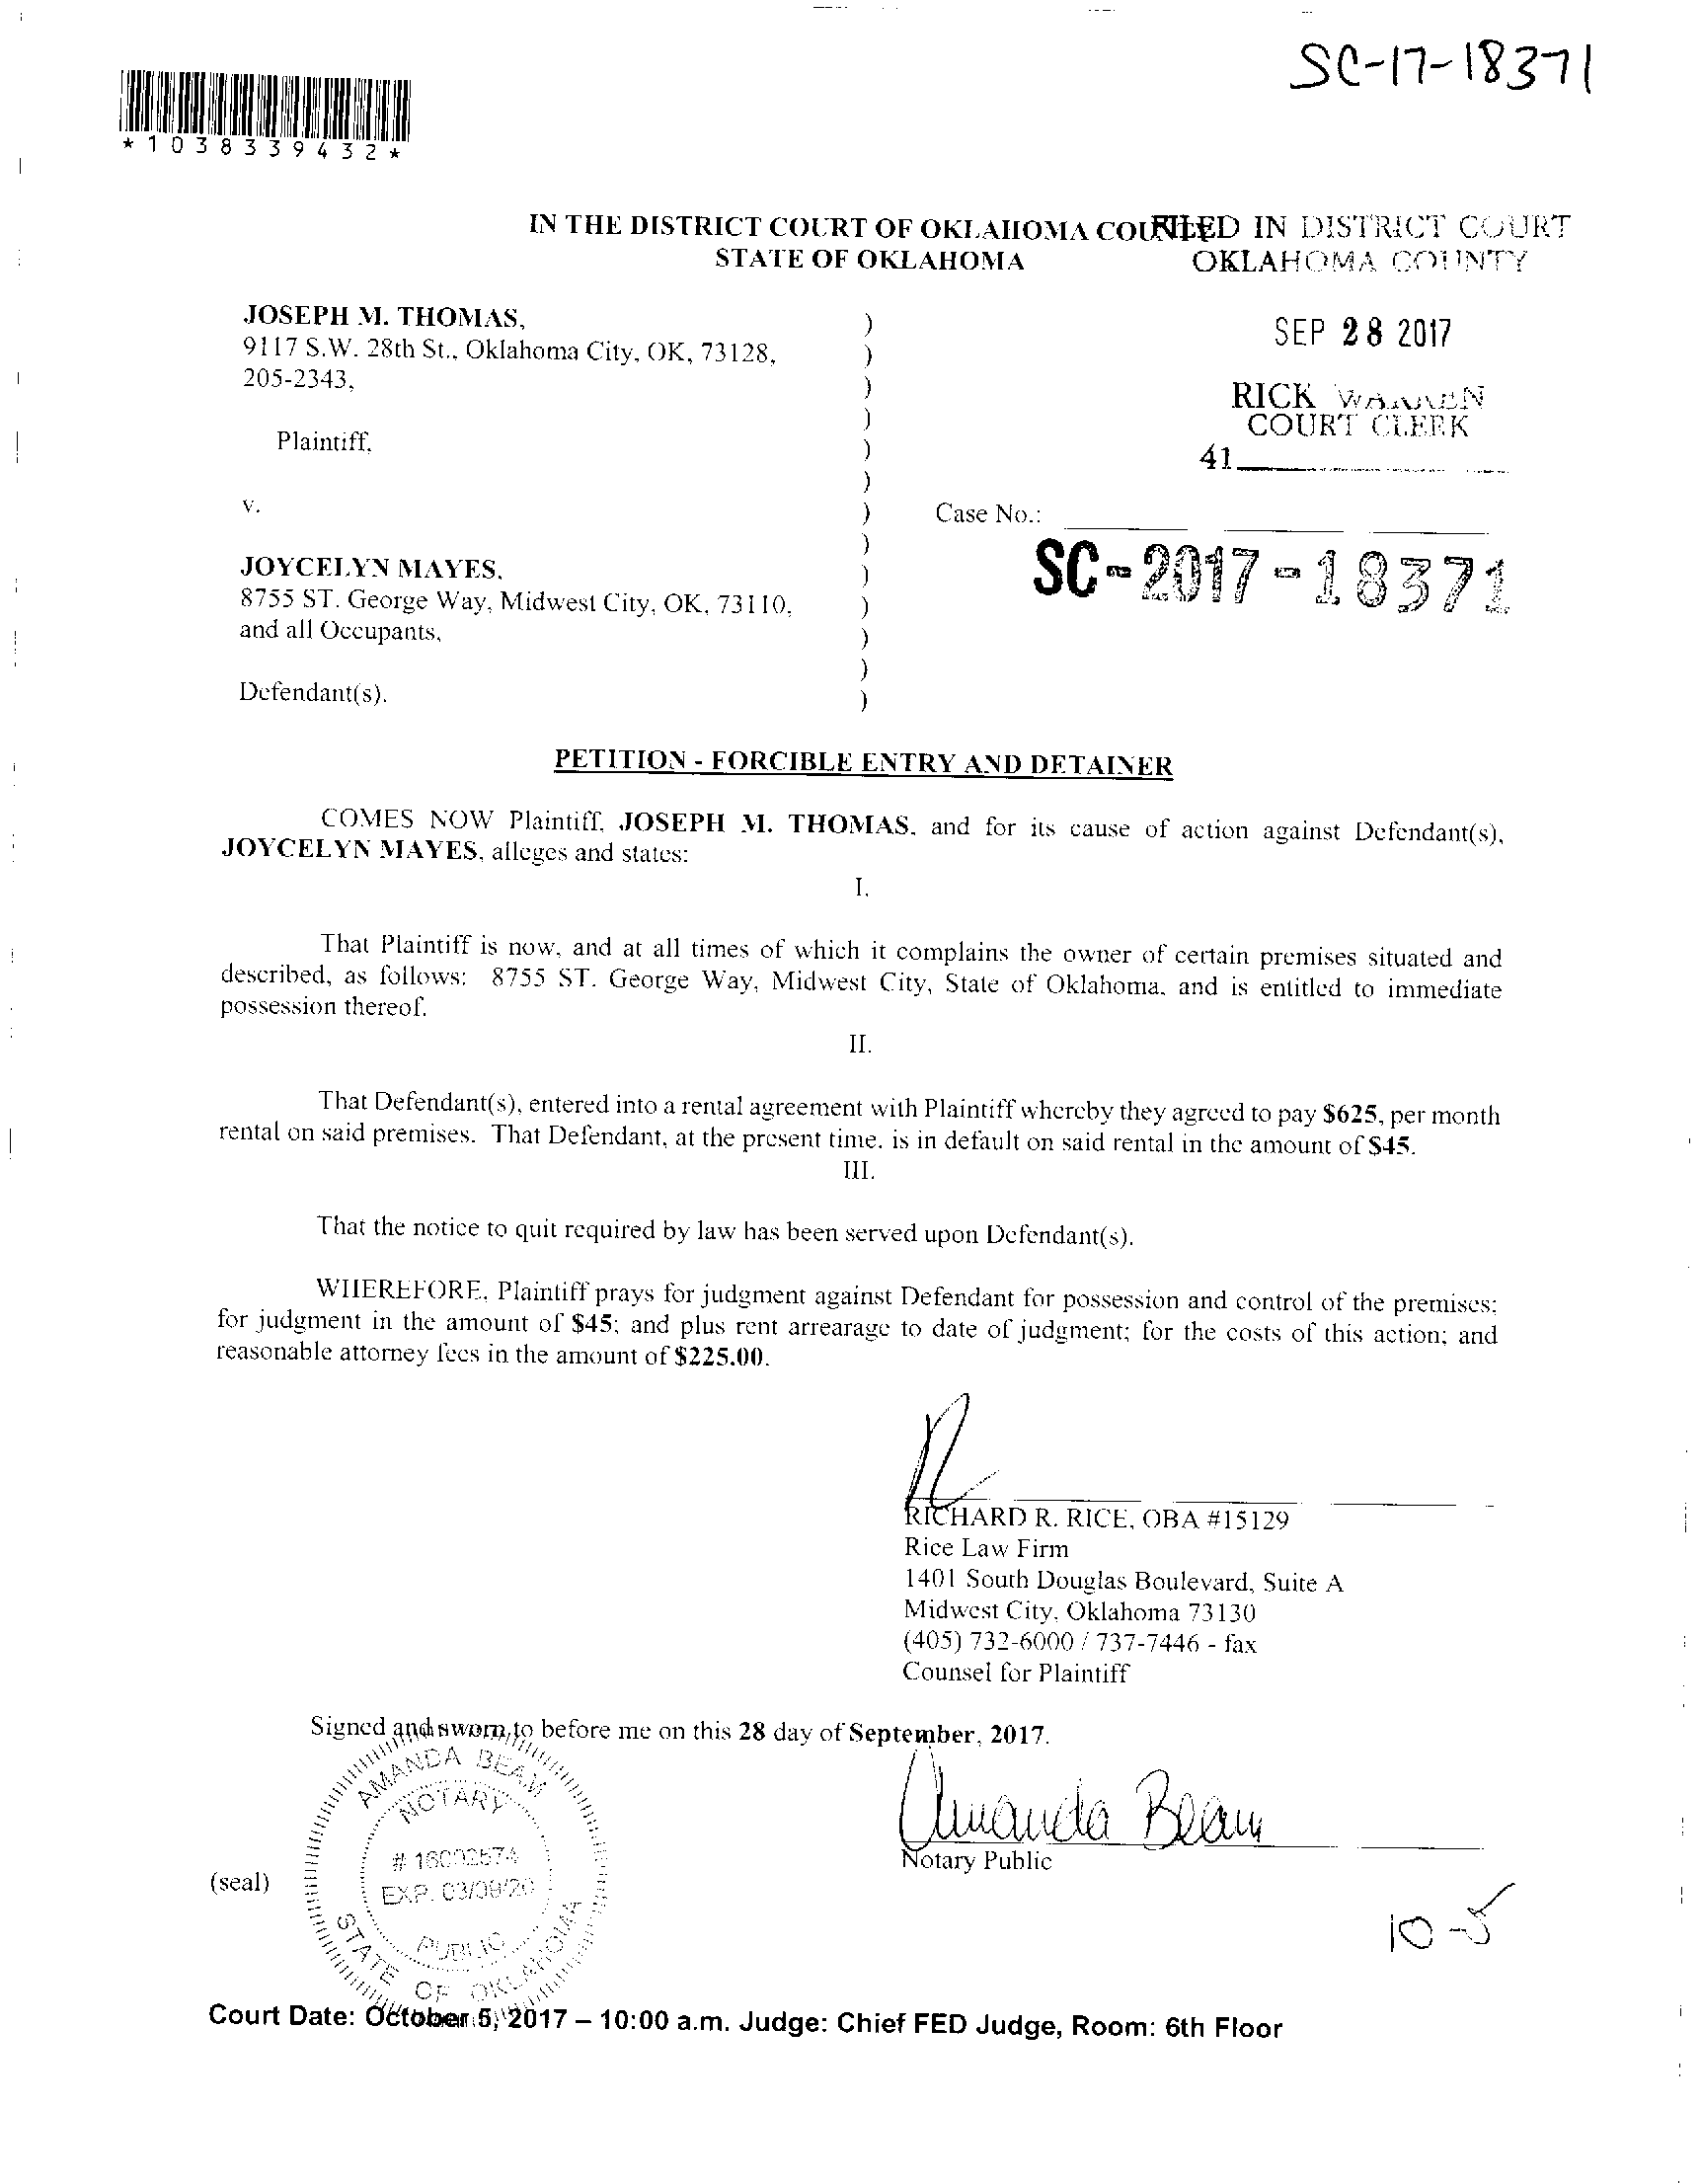 SC-17-18371
*1038339432*
IN THE DISTRICT COURT OF OKLAHOMA
STATE OF OKLAHOMA
FILED IN DISTRICT COURT
OKLAHOMA COUNTY
SEP 28 2017
RICK WARREN
COURT CLERK
41
JOSEPH M. THOMAS,
9117 S.W. 28th St., Oklahoma City, OK, 73128,
205-2343,
Plaintiff,
v.
Case No.:
SC-2017-18371
JOYCELYN MAYES,
8755 ST. George Way, Midwest City, OK, 73110,
and all Occupants,
Defendant(s).
PETITION - FORCIBLE ENTRY AND DETAINER
COMES NOW Plaintiff, JOSEPH M. THOMAS, and for its cause of action against Defendant(s),
JOYCELYN MAYES, alleges and states:
I.
That Plaintiff is now, and at all times of which it complains the owner of certain premises situated and
described, as follows: 8755 ST. George Way, Midwest City, State of Oklahoma, and is entitled to immediate
possession thereof.
II.
That Defendant(s), entered into a rental agreement with Plaintiff whereby they agreed to pay $625, per month
rental on said premises. That Defendant, at the present time, is in default on said rental in the amount of $45.
III.
That the notice to quit required by law has been served upon Defendant(s).
WHEREFORE, Plaintiff prays for judgment against Defendant for possession and control of the premises;
for judgment in the amount of $45; and plus rent arrearage to date of judgment; for the costs of this action; and
reasonable attorney fees in the amount of $225.00.
RICHARD R. RICE, OBA #15129
Rice Law Firm
1401 South Douglas Boulevard, Suite A
Midwest City, Oklahoma 73130
(405) 732-6000 / 737-7446 - fax
Counsel for Plaintiff
Signed and sworn to before me on this 28 day of September, 2017.
AMANDA BEAM
NOTARY
# 16002574
EXP. 03/09/20
PUBLIC
STATE OF OKLAHOMA
(seal)
Amanda Beam
Notary Public
10-5
Court Date: October 5, 2017 – 10:00 a.m. Judge: Chief FED Judge, Room: 6th Floor